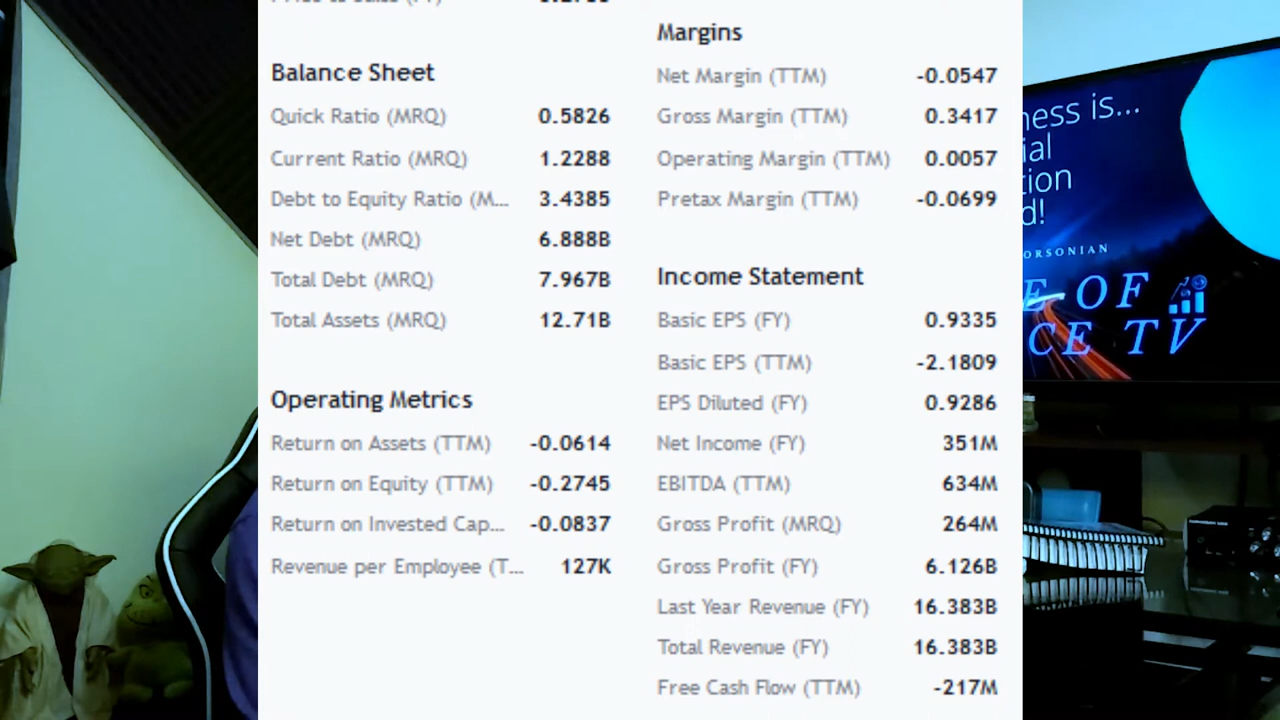 Balance Sheet
Quick Ratio (MRQ) 0.5826
Current Ratio (MRQ) 1.2288
Debt to Equity Ratio (M... 3.4385
Net Debt (MRQ) 6.888B
Total Debt (MRQ) 7.967B
Total Assets (MRQ) 12.71B
Operating Metrics
Return on Assets (TTM) -0.0614
Return on Equity (TTM) -0.2745
Return on Invested Cap... -0.0837
Revenue per Employee (T... 127K
Margins
Net Margin (TTM) -0.0547
Gross Margin (TTM) 0.3417
Operating Margin (TTM) 0.0057
Pretax Margin (TTM) -0.0699
Income Statement
Basic EPS (FY) 0.9335
Basic EPS (TTM) -2.1809
EPS Diluted (FY) 0.9286
Net Income (FY) 351M
EBITDA (TTM) 634M
Gross Profit (MRQ) 264M
Gross Profit (FY) 6.126B
Last Year Revenue (FY) 16.383B
Total Revenue (FY) 16.383B
Free Cash Flow (TTM) -217M
ness is...
ial
tion
d!
ORSONIAN
E OF
CE TV